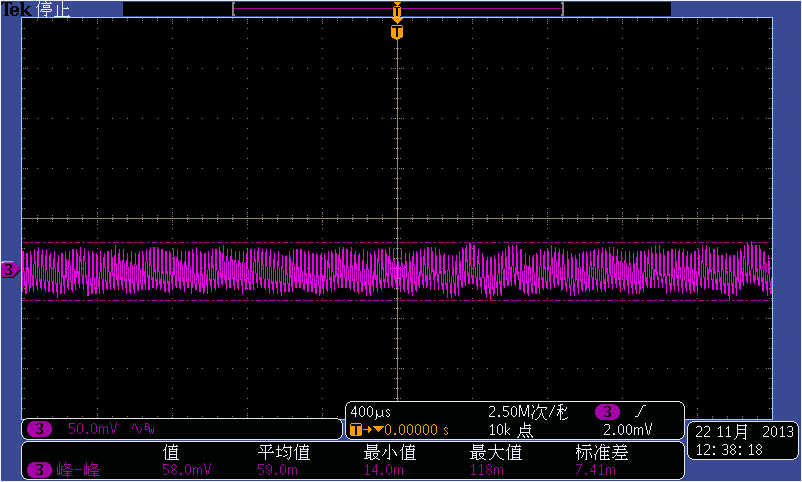 Tek 停止
T
T
3
3 50.0mV
400µs 2.50M次/秒 3
T→▼0.00000 s 10k 点 2.00mV
22 11月 2013
12:38:18
值 平均值 最小值 最大值 标准差
3 峰-峰 58.0mV 59.0m 14.0m 118m 7.41m